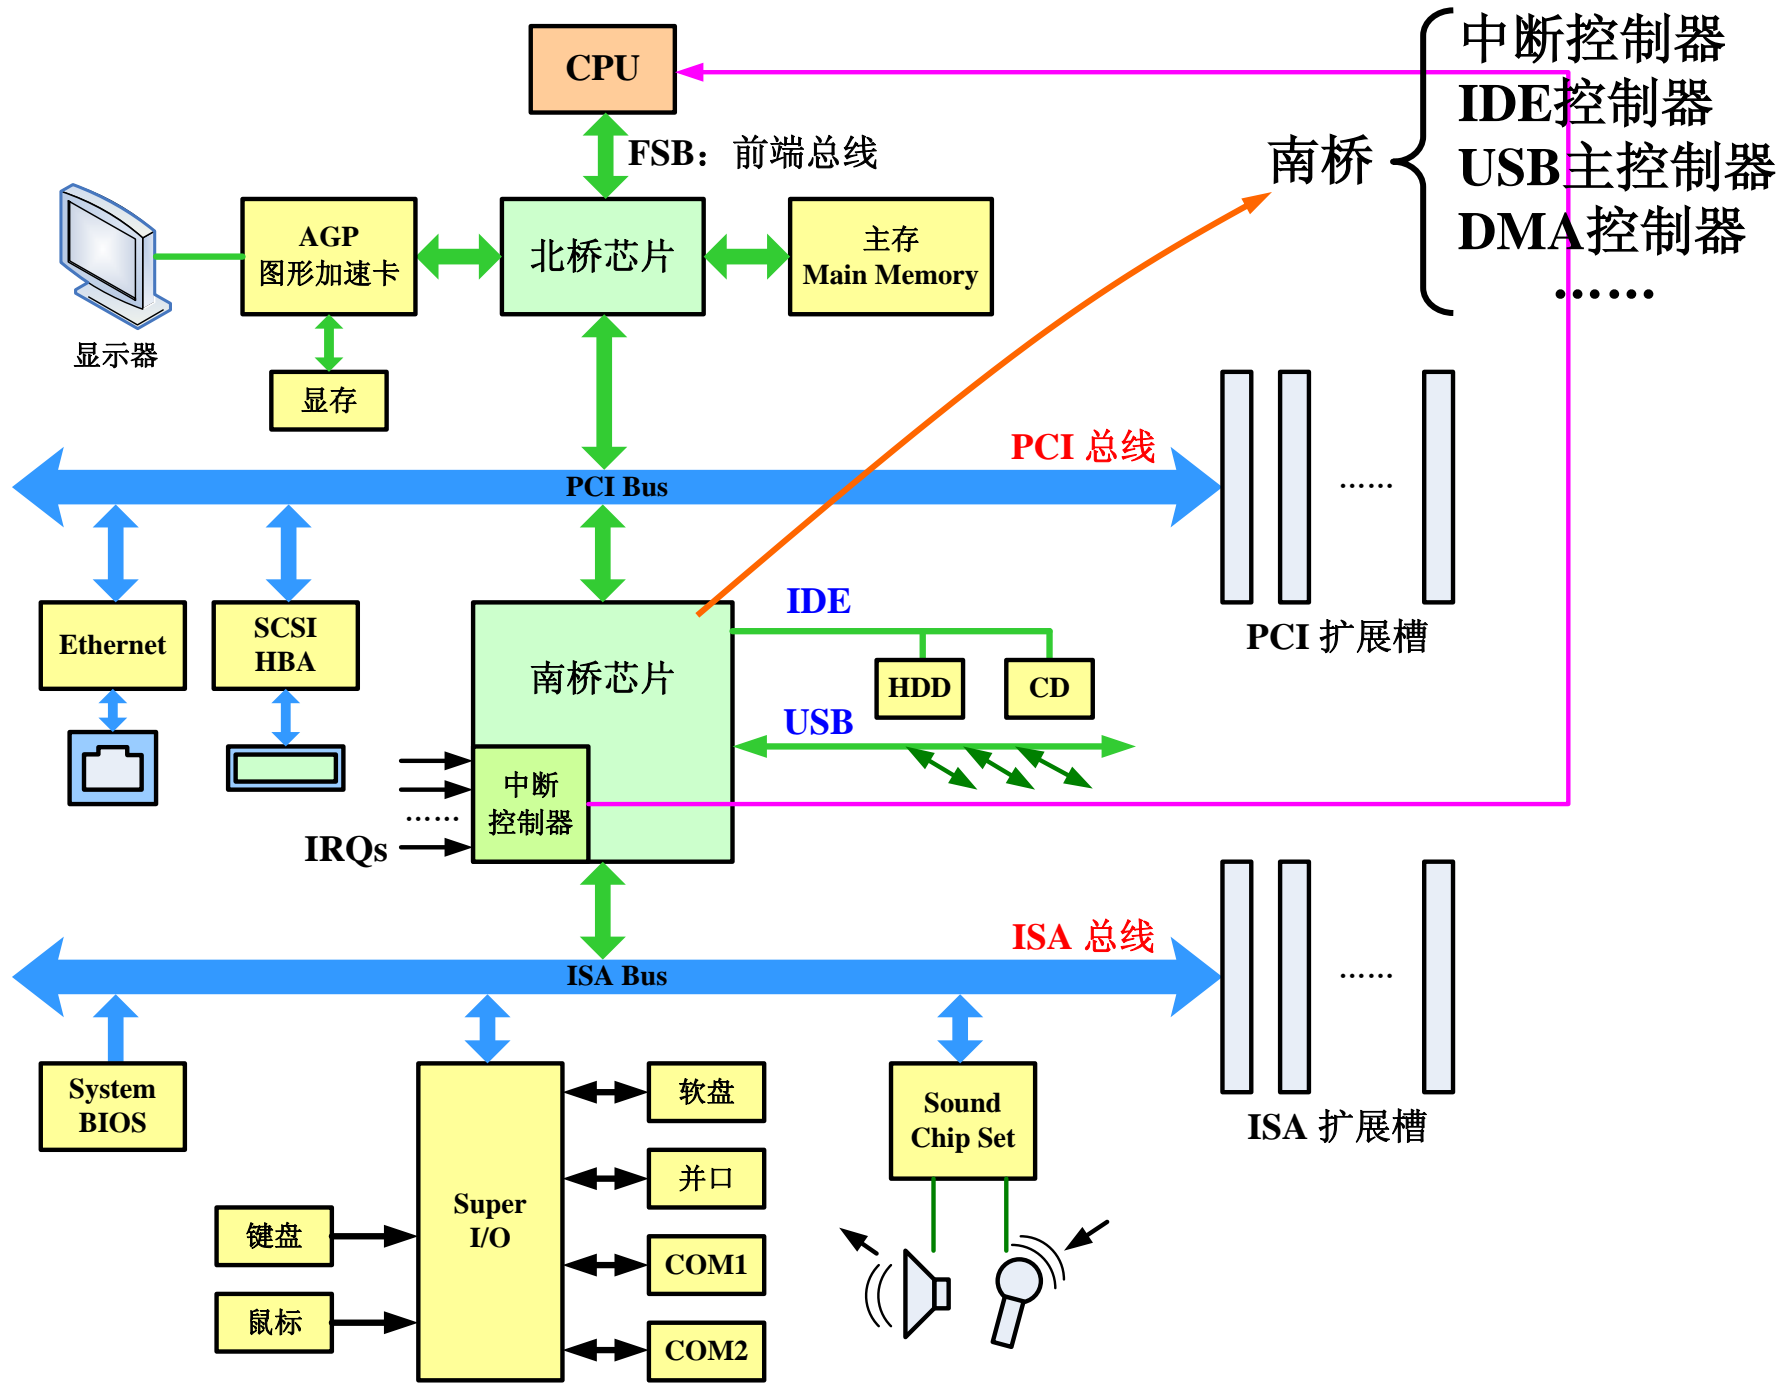 CPU
FSB：前端总线
南桥
中断控制器
IDE控制器
USB主控制器
DMA控制器
……
AGP
图形加速卡
北桥芯片
主存
Main Memory
显示器
显存
PCI 总线
PCI Bus
……
PCI 扩展槽
Ethernet
SCSI
HBA
南桥芯片
IDE
HDD
CD
USB
中断
控制器
……
IRQs
ISA 总线
ISA Bus
……
ISA 扩展槽
System
BIOS
Super
I/O
软盘
并口
COM1
COM2
键盘
鼠标
Sound
Chip Set